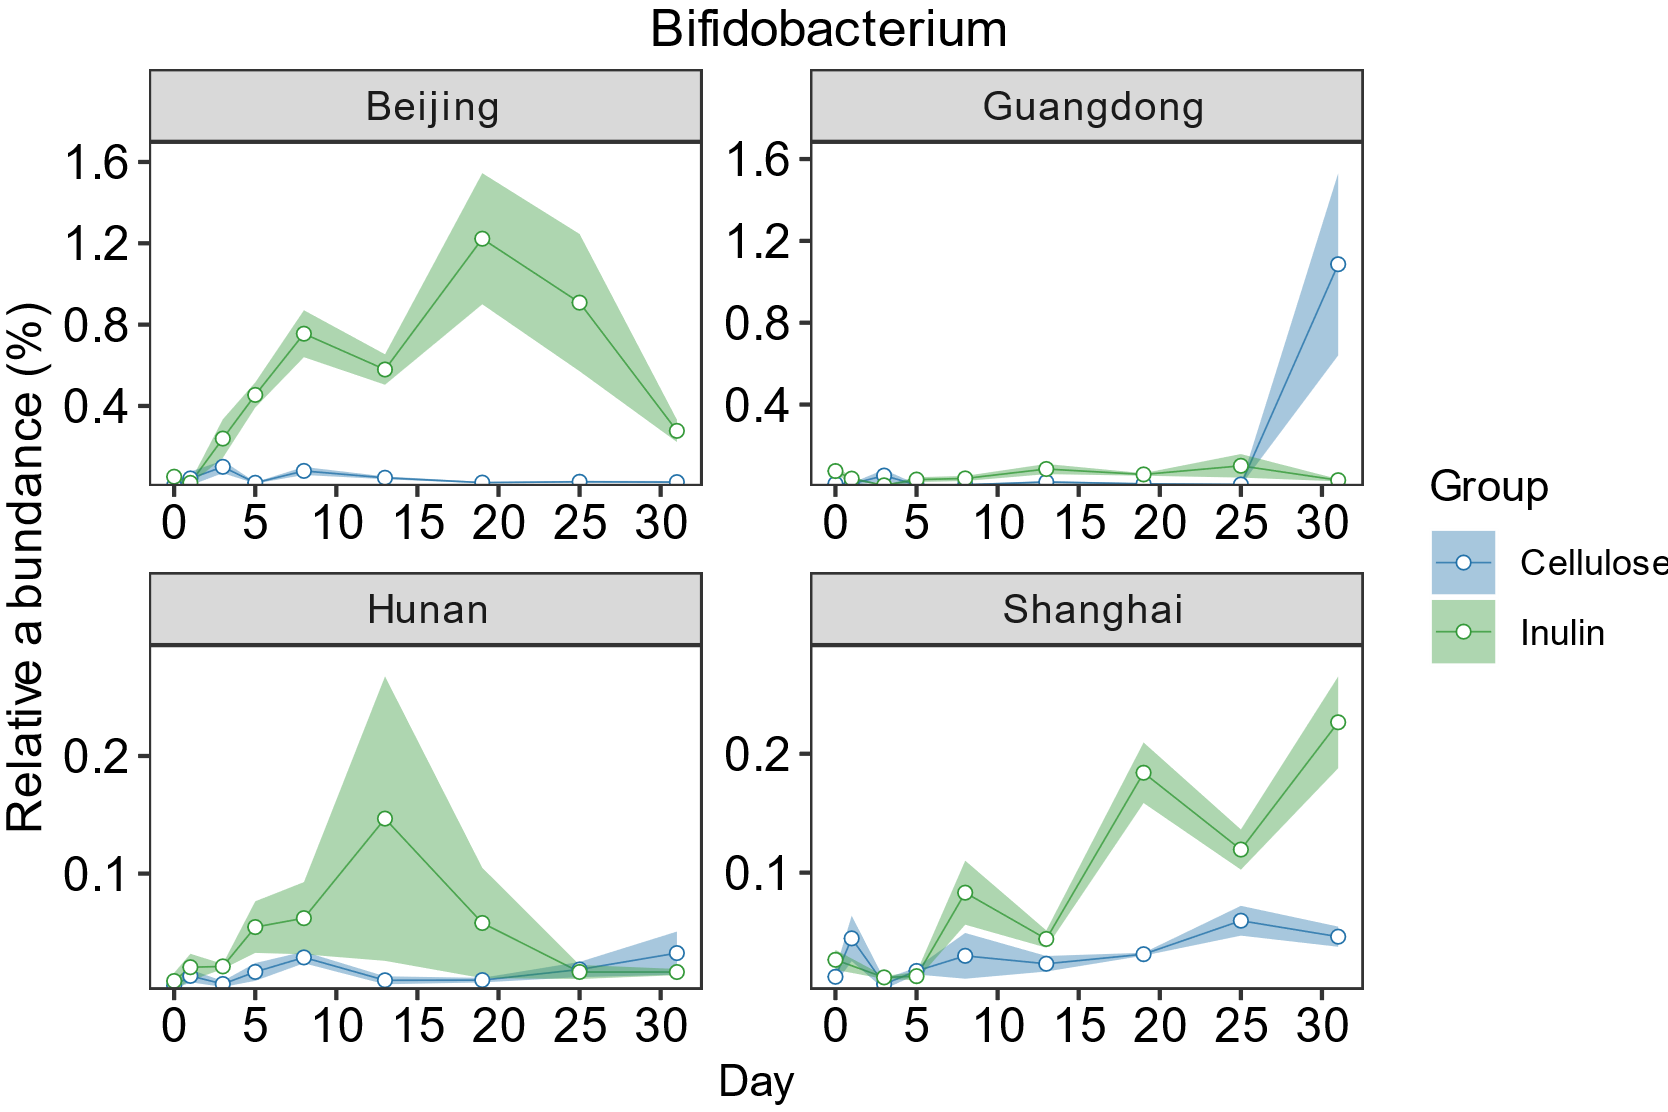 Bifidobacterium
Beijing
Guangdong
1.6
1.2
0.8
0.4
1.6
1.2
0.8
0.4
0 5 10 15 20 25 30
0 5 10 15 20 25 30
Hunan
Shanghai
0.2
0.1
0.2
0.1
0 5 10 15 20 25 30
0 5 10 15 20 25 30
Relative a bundance (%)
Day
Group
Cellulose
Inulin